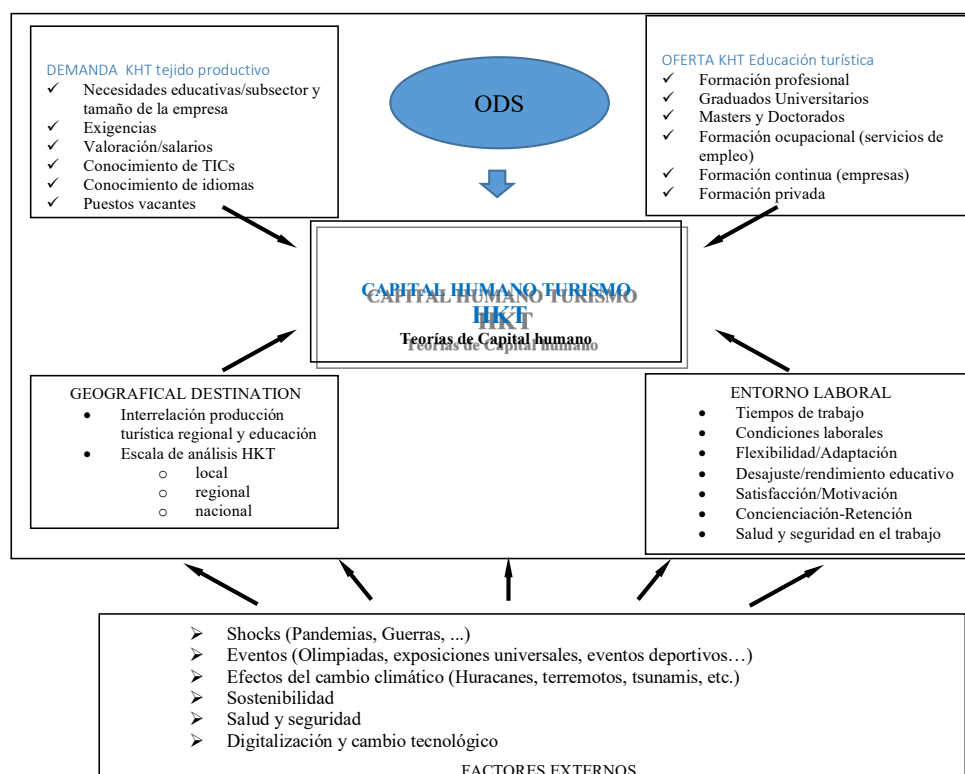 DEMANDA KHT tejido productivo
✓ Necesidades educativas/subsector y
tamaño de la empresa
✓ Exigencias
✓ Valoración/salarios
✓ Conocimiento de TICs
✓ Conocimiento de idiomas
✓ Puestos vacantes
ODS
OFERTA KHT Educación turística
✓ Formación profesional
✓ Graduados Universitarios
✓ Masters y Doctorados
✓ Formación ocupacional (servicios de
empleo)
✓ Formación continua (empresas)
✓ Formación privada
CAPITAL HUMANO TURISMO
HKT
Teorías de Capital humano
GEOGRAFICAL DESTINATION
• Interrelación producción
turística regional y educación
• Escala de análisis HKT
o local
o regional
o nacional
ENTORNO LABORAL
• Tiempos de trabajo
• Condiciones laborales
• Flexibilidad/Adaptación
• Desajuste/rendimiento educativo
• Satisfacción/Motivación
• Concienciación-Retención
• Salud y seguridad en el trabajo
➢ Shocks (Pandemias, Guerras, ...)
➢ Eventos (Olimpiadas, exposiciones universales, eventos deportivos…)
➢ Efectos del cambio climático (Huracanes, terremotos, tsunamis, etc.)
➢ Sostenibilidad
➢ Salud y seguridad
➢ Digitalización y cambio tecnológico
FACTORES EXTERNOS